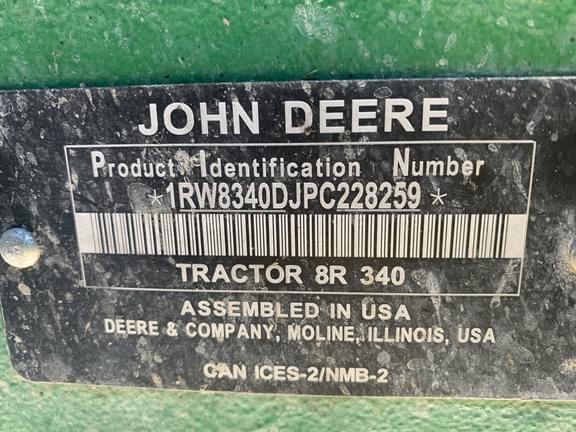 JOHN DEERE
Product Identification Number
*1RW8340DJPC228259*
TRACTOR 8R 340
ASSEMBLED IN USA
DEERE & COMPANY, MOLINE, ILLINOIS, USA
CAN ICES-2/NMB-2